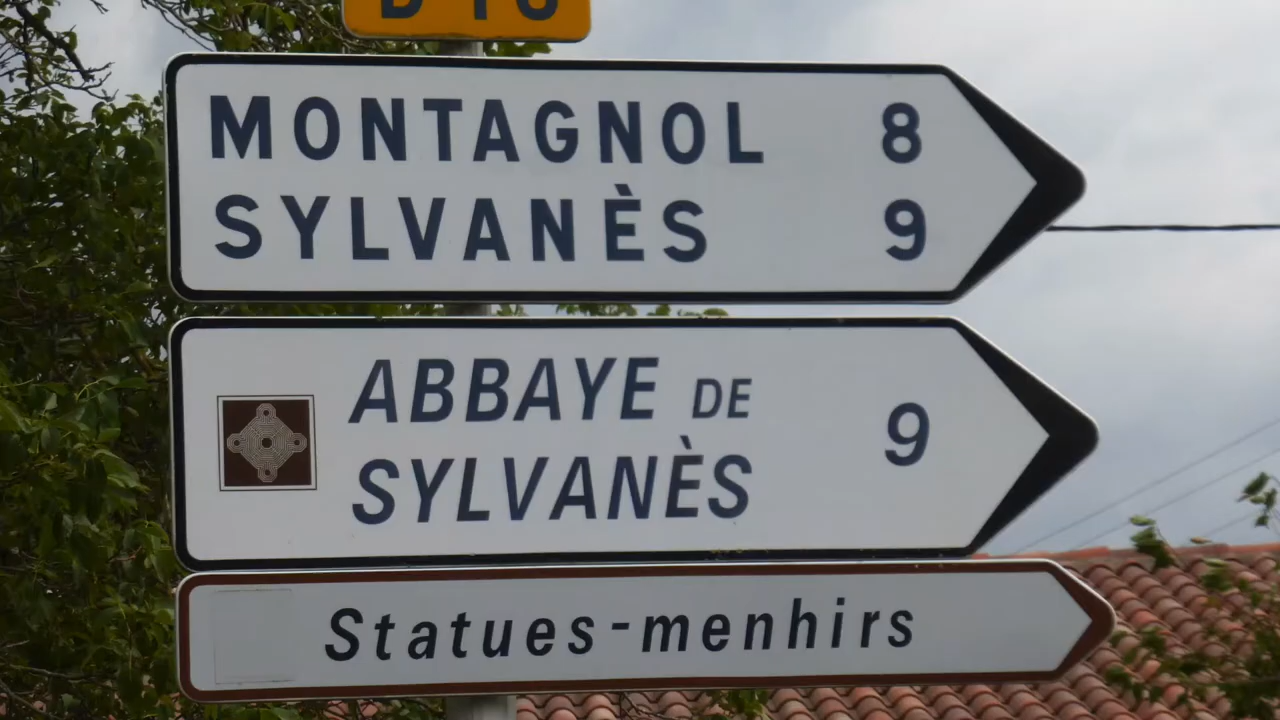 MONTAGNOL 8
SYLVANÈS 9
ABBAYE DE
SYLVANÈS 9
Statues-menhirs